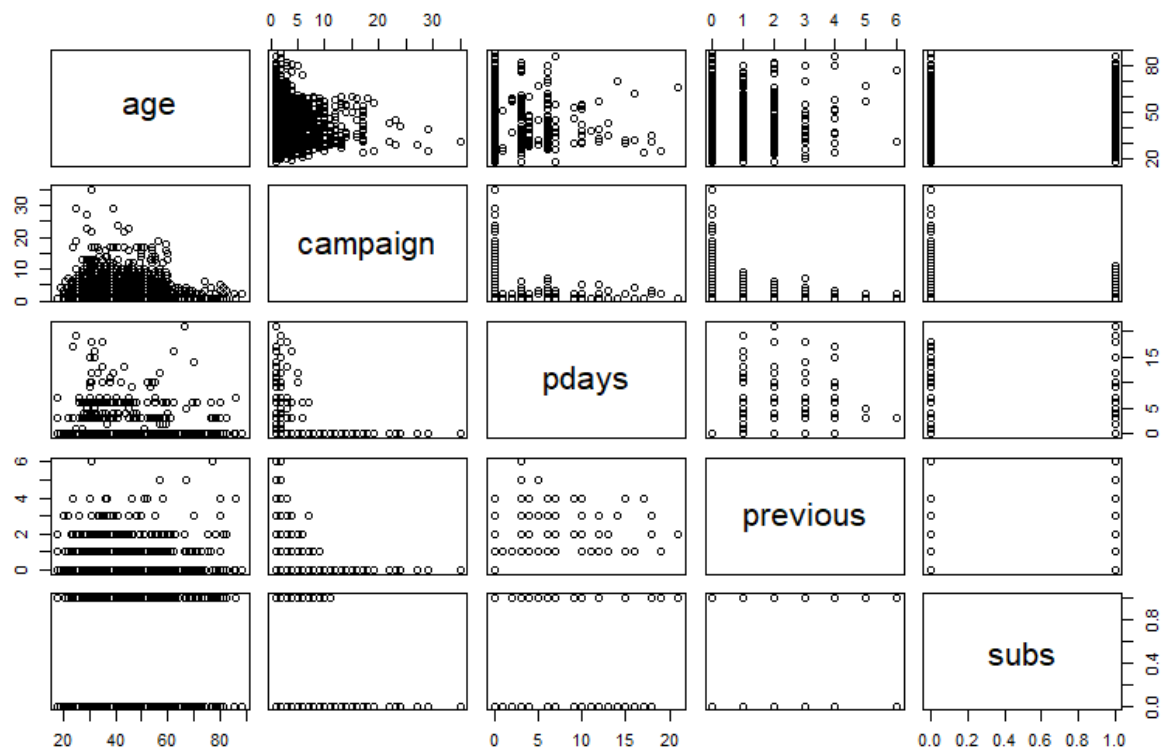 0 5 10 20 30 0 1 2 3 4 5 6
age 20 50 80
0 10 20 30 campaign
pdays 0 5 15
0 2 4 6 previous
subs 0.0 0.4 0.8
20 40 60 80 0 5 10 15 20 0.0 0.2 0.4 0.6 0.8 1.0